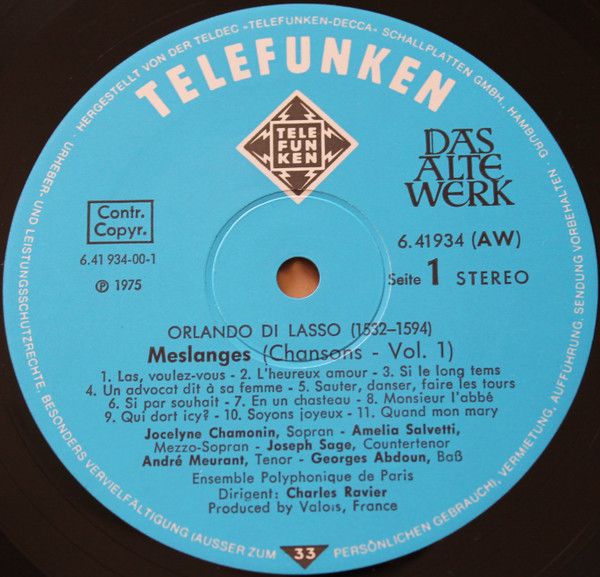 URHEBER- UND LEISTUNGSSCHUTZRECHTE, BESONDERS VERVIELFÄLTIGUNG (AUSSER ZUM PERSÖNLICHEN GEBRAUCH), VERMIETUNG, AUFFÜHRUNG, SENDUNG VORBEHALTEN.
HERGESTELLT VON DER TELDEC »TELEFUNKEN-DECCA« SCHALLPLATTEN GMBH., HAMBURG
TELEFUNKEN
TELE
FUN
KEN
DAS
ALTE
WERK
Contr.
Copyr.
6.41 934-00-1
℗ 1975
6.41934 (AW)
Seite 1 STEREO
ORLANDO DI LASSO (1532–1594)
Meslanges (Chansons - Vol. 1)
1. Las, voulez-vous - 2. L'heureux amour - 3. Si le long tems
4. Un advocat dit à sa femme - 5. Sauter, danser, faire les tours
6. Si par souhait - 7. En un chasteau - 8. Monsieur l'abbé
9. Qui dort icy? - 10. Soyons joyeux - 11. Quand mon mary
Jocelyne Chamonin, Sopran - Amelia Salvetti,
Mezzo-Sopran - Joseph Sage, Countertenor
André Meurant, Tenor - Georges Abdoun, Baß
Ensemble Polyphonique de Paris
Dirigent: Charles Ravier
Produced by Valois, France
33